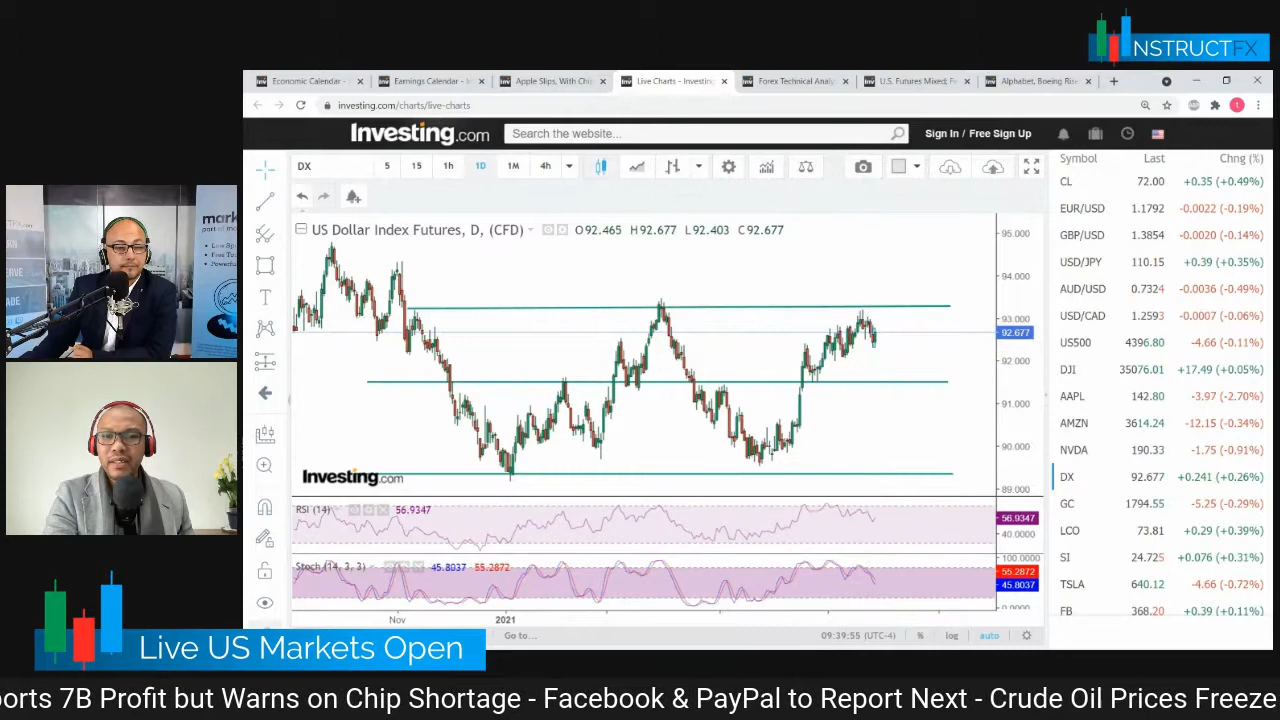 NSTRUCTFX
Economic Calendar -
Earnings Calendar -
Apple Slips, With Chip
Live Charts - Investing
Forex Technical Analy
U.S. Futures Mixed; Fe
Alphabet, Boeing Rise
investing.com/charts/live-charts
Investing.com
Search the website...
Sign In / Free Sign Up
DX 5 15 1h 1D 1M 4h
US Dollar Index Futures, D, (CFD) O92.465 H92.677 L92.403 C92.677
95.000
94.000
93.000
92.677
92.000
91.000
90.000
89.000
Investing.com
RSI (14) 56.9347
56.9347
40.0000
Stoch (14, 3, 3) 45.8037 55.2872
100.0000
55.2872
45.8037
0.0000
Nov 2021
Go to... 09:39:55 (UTC-4) % log auto
Symbol Last Chng (%)
CL 72.00 +0.35 (+0.49%)
EUR/USD 1.1792 -0.0022 (-0.19%)
GBP/USD 1.3854 -0.0020 (-0.14%)
USD/JPY 110.15 +0.39 (+0.35%)
AUD/USD 0.7324 -0.0036 (-0.49%)
USD/CAD 1.2593 -0.0007 (-0.06%)
US500 4396.80 -4.66 (-0.11%)
DJI 35076.01 +17.49 (+0.05%)
AAPL 142.80 -3.97 (-2.70%)
AMZN 3614.24 -12.15 (-0.34%)
NVDA 190.33 -1.75 (-0.91%)
DX 92.677 +0.241 (+0.26%)
GC 1794.55 -5.25 (-0.29%)
LCO 73.81 +0.29 (+0.39%)
SI 24.725 +0.076 (+0.31%)
TSLA 640.12 -4.66 (-0.72%)
FB 368.20 +0.39 (+0.11%)
mark
part of
Low Sp
Free
Powerfu
ADE
Live US Markets Open
orts 7B Profit but Warns on Chip Shortage - Facebook & PayPal to Report Next - Crude Oil Prices Freeze